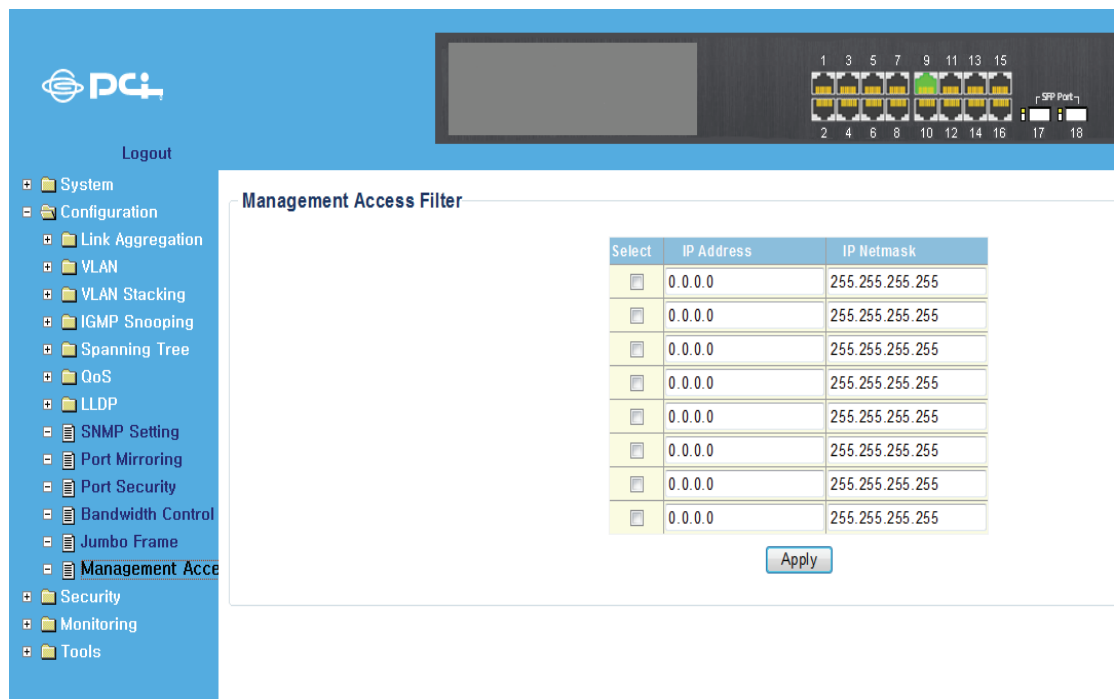 PCi
1 3 5 7 9 11 13 15
SFP Port
2 4 6 8 10 12 14 16 17 18
Logout
System
Configuration
Link Aggregation
VLAN
VLAN Stacking
IGMP Snooping
Spanning Tree
QoS
LLDP
SNMP Setting
Port Mirroring
Port Security
Bandwidth Control
Jumbo Frame
Management Acce
Security
Monitoring
Tools
Management Access Filter
Select IP Address IP Netmask
0.0.0.0 255.255.255.255
0.0.0.0 255.255.255.255
0.0.0.0 255.255.255.255
0.0.0.0 255.255.255.255
0.0.0.0 255.255.255.255
0.0.0.0 255.255.255.255
0.0.0.0 255.255.255.255
0.0.0.0 255.255.255.255
Apply